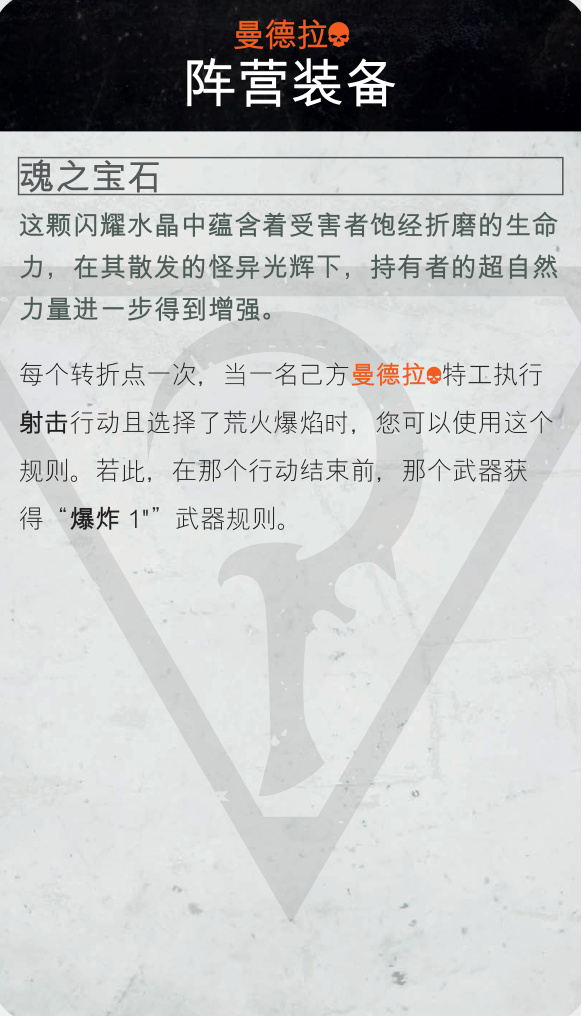 曼德拉
阵营装备
魂之宝石
这颗闪耀水晶中蕴含着受害者饱经折磨的生命
力，在其散发的怪异光辉下，持有者的超自然
力量进一步得到增强。
每个转折点一次，当一名己方曼德拉特工执行
射击行动且选择了荒火爆焰时，您可以使用这个
规则。若此，在那个行动结束前，那个武器获
得“爆炸 1"”武器规则。